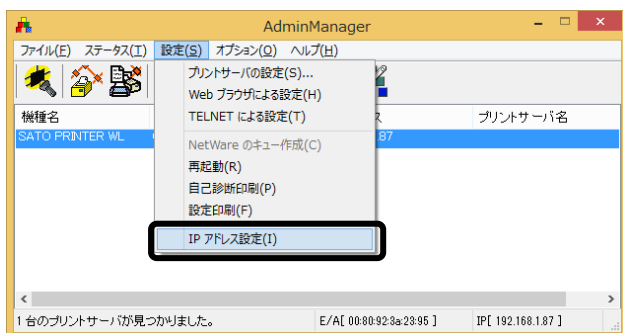 AdminManager
ファイル(F) ステータス(T) 設定(S) オプション(O) ヘルプ(H)
プリントサーバの設定(S)...
Web ブラウザによる設定(H)
TELNET による設定(T)
機種名 ス プリントサーバ名
SATO PRINTER WL .87
NetWare のキュー作成(C)
再起動(R)
自己診断印刷(P)
設定印刷(F)
IP アドレス設定(I)
1 台のプリントサーバが見つかりました。 E/A[ 00:80:92:3a:23:95 ] IP[ 192.168.1.87 ]